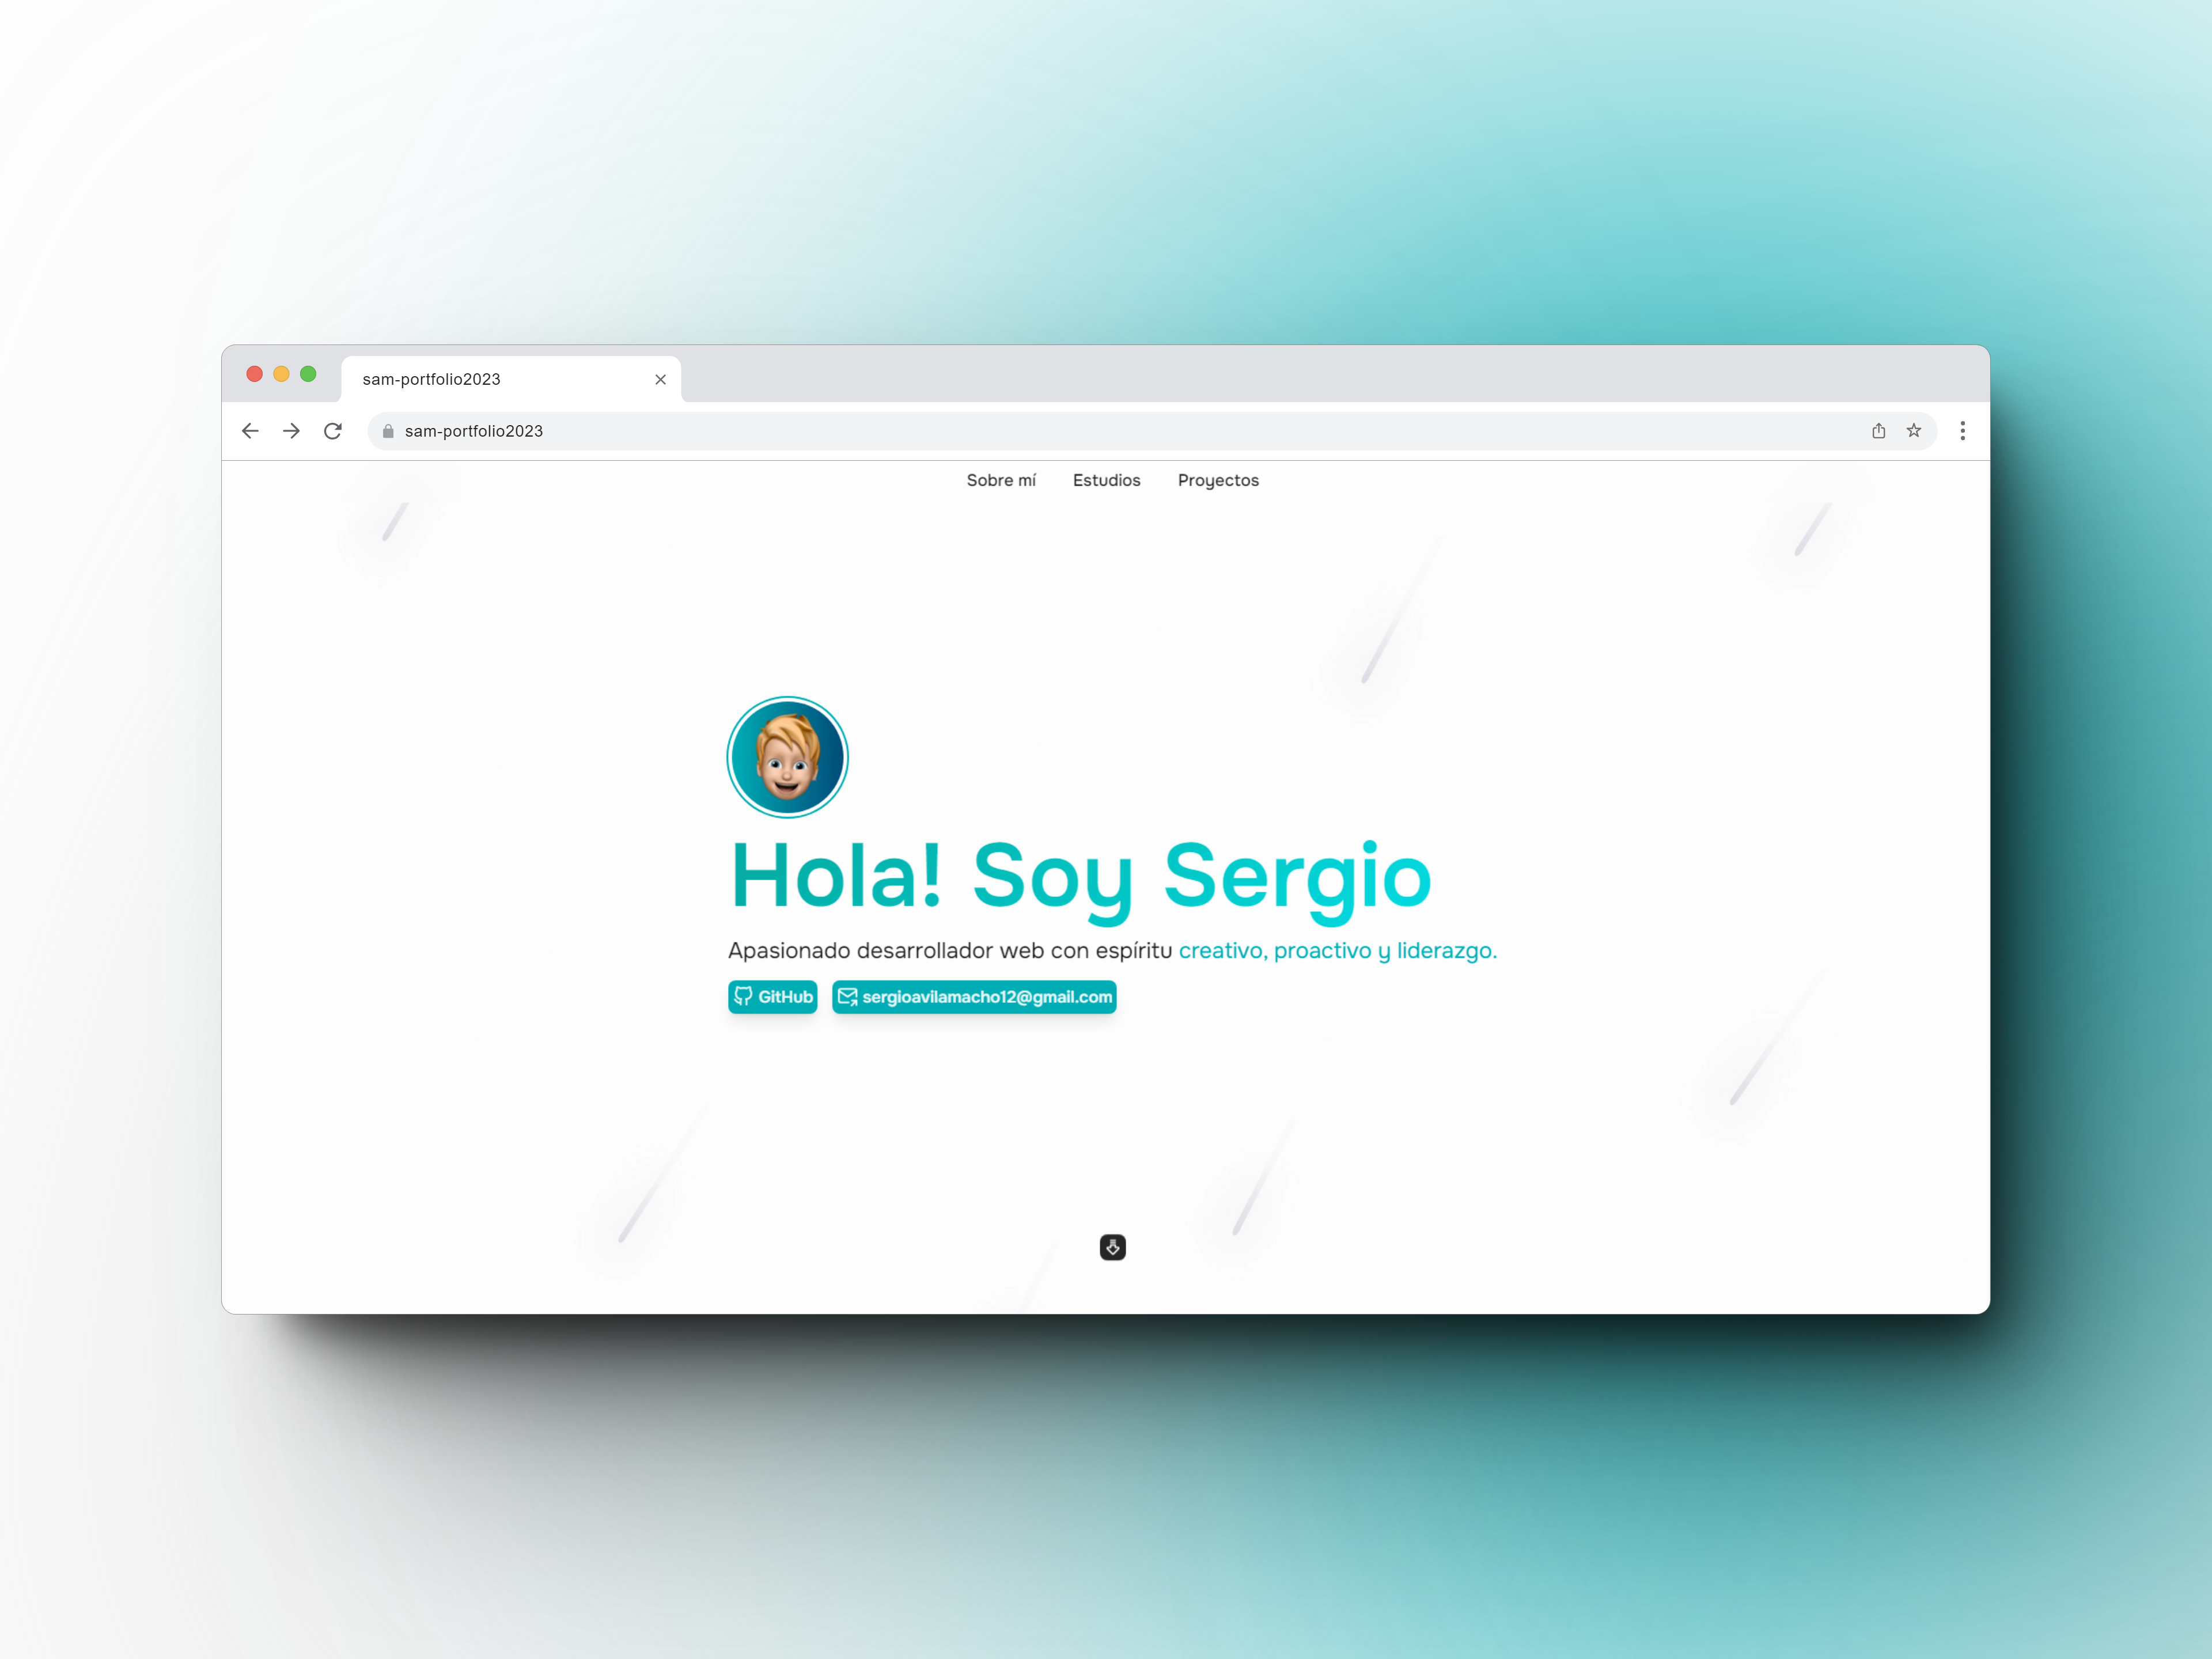 sam-portfolio2023
sam-portfolio2023
Sobre mí Estudios Proyectos
Hola! Soy Sergio
Apasionado desarrollador web con espíritu creativo, proactivo y liderazgo.
GitHub sergioavilamacho12@gmail.com